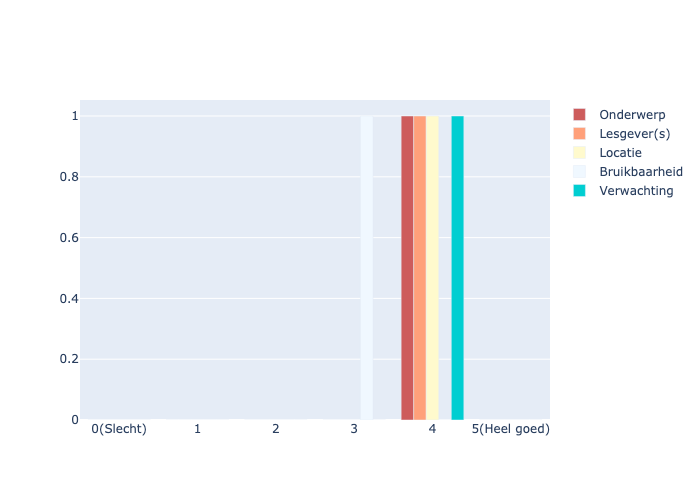 1
0.8
0.6
0.4
0.2
0
0(Slecht) 1 2 3 4 5(Heel goed)
Onderwerp
Lesgever(s)
Locatie
Bruikbaarheid
Verwachting